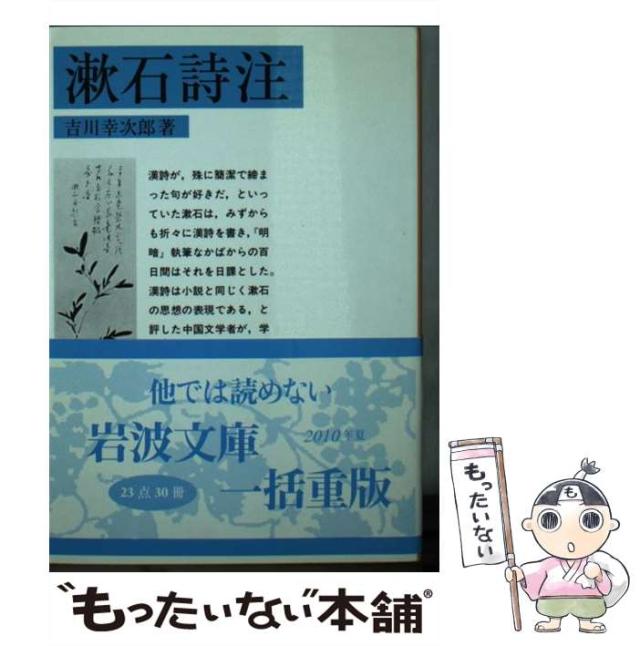 漱石詩注
吉川幸次郎著
漢詩が，殊に簡潔で締ま
った句が好きだ，といっ
ていた漱石は，みずから
も折々に漢詩を書き，『明
暗』執筆なかばからの百
日間はそれを日課とした。
漢詩は小説と同じく漱石
の思想の表現である，と
評した中国文学者が，学
他では読めない
岩波文庫
2010年夏
23点30冊
一括重版
もったいない
も
“もったいない”本舗®